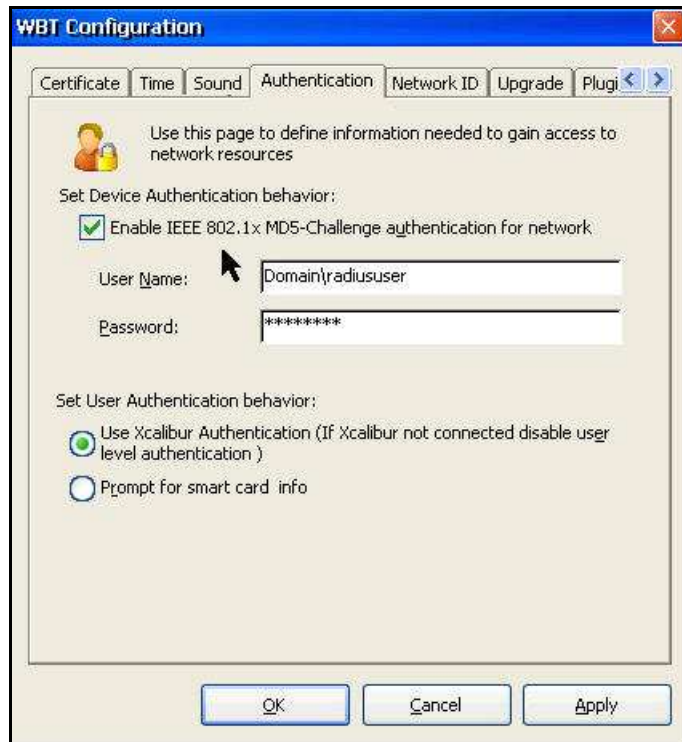 WBT Configuration
Certificate Time Sound Authentication Network ID Upgrade Plugi
Use this page to define information needed to gain access to
network resources
Set Device Authentication behavior:
Enable IEEE 802.1x MD5-Challenge authentication for network
User Name: Domain\radiususer
Password: ********
Set User Authentication behavior:
Use Xcalibur Authentication (If Xcalibur not connected disable user
level authentication )
Prompt for smart card info
OK Cancel Apply